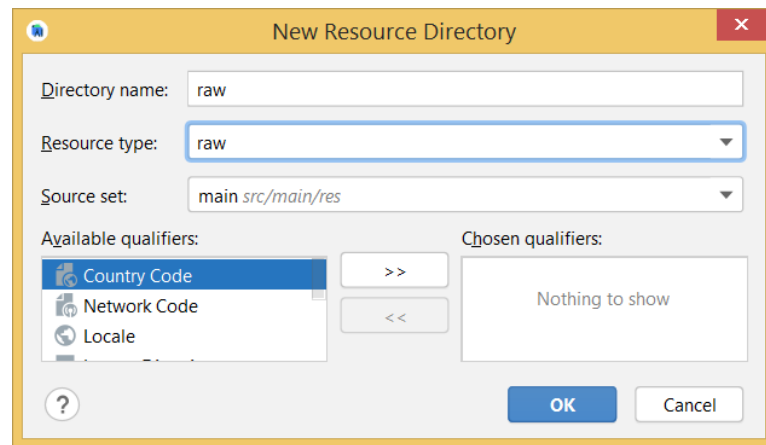 New Resource Directory
Directory name: raw
Resource type: raw
Source set: main src/main/res
Available qualifiers:
Chosen qualifiers:
Country Code
>>
Nothing to show
Network Code
<<
Locale
?
OK
Cancel